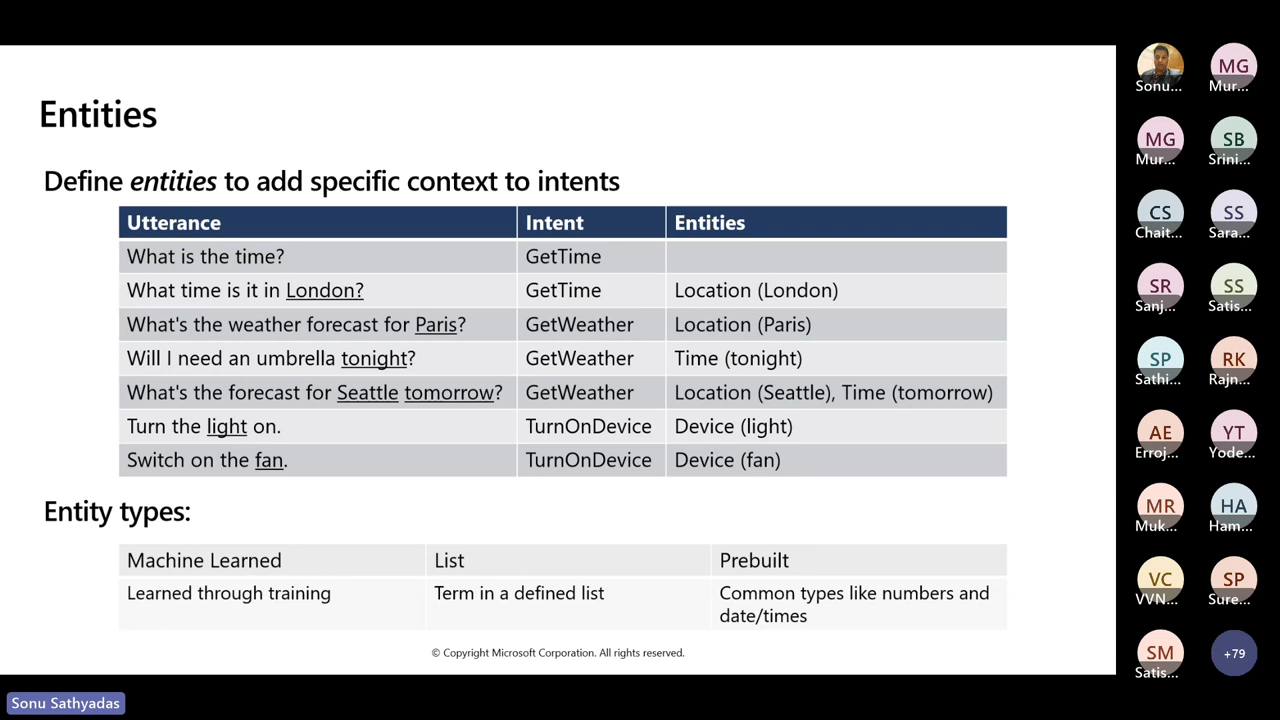 Entities
Define entities to add specific context to intents
Utterance Intent Entities
What is the time? GetTime
What time is it in London? GetTime Location (London)
What's the weather forecast for Paris? GetWeather Location (Paris)
Will I need an umbrella tonight? GetWeather Time (tonight)
What's the forecast for Seattle tomorrow? GetWeather Location (Seattle), Time (tomorrow)
Turn the light on. TurnOnDevice Device (light)
Switch on the fan. TurnOnDevice Device (fan)
Entity types:
Machine Learned List Prebuilt
Learned through training Term in a defined list Common types like numbers and
date/times
© Copyright Microsoft Corporation. All rights reserved.
Sonu Sathyadas
MG
Sonu... Mur...
MG SB
Mur... Srini...
CS SS
Chait... Sara...
SR SS
Sanj... Satis...
SP RK
Sathi... Rajn...
AE YT
Erroj... Yode...
MR HA
Muk... Ham...
VC SP
VVN... Sure...
SM +79
Satis...